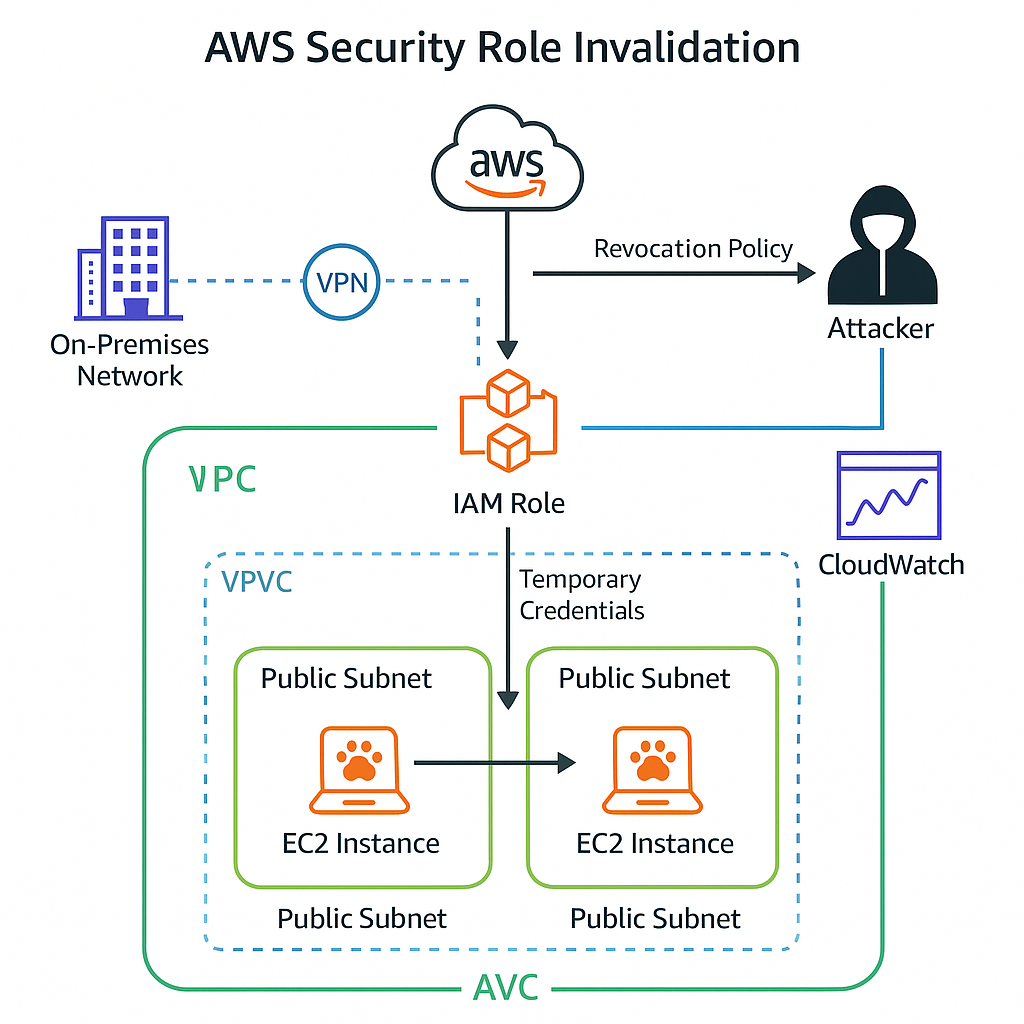 AWS Security Role Invalidation
aws
Revocation Policy
VPN
Attacker
On-Premises
Network
VPC
IAM Role
CloudWatch
VPVC
Temporary
Credentials
Public Subnet
Public Subnet
EC2 Instance
EC2 Instance
Public Subnet
Public Subnet
AVC